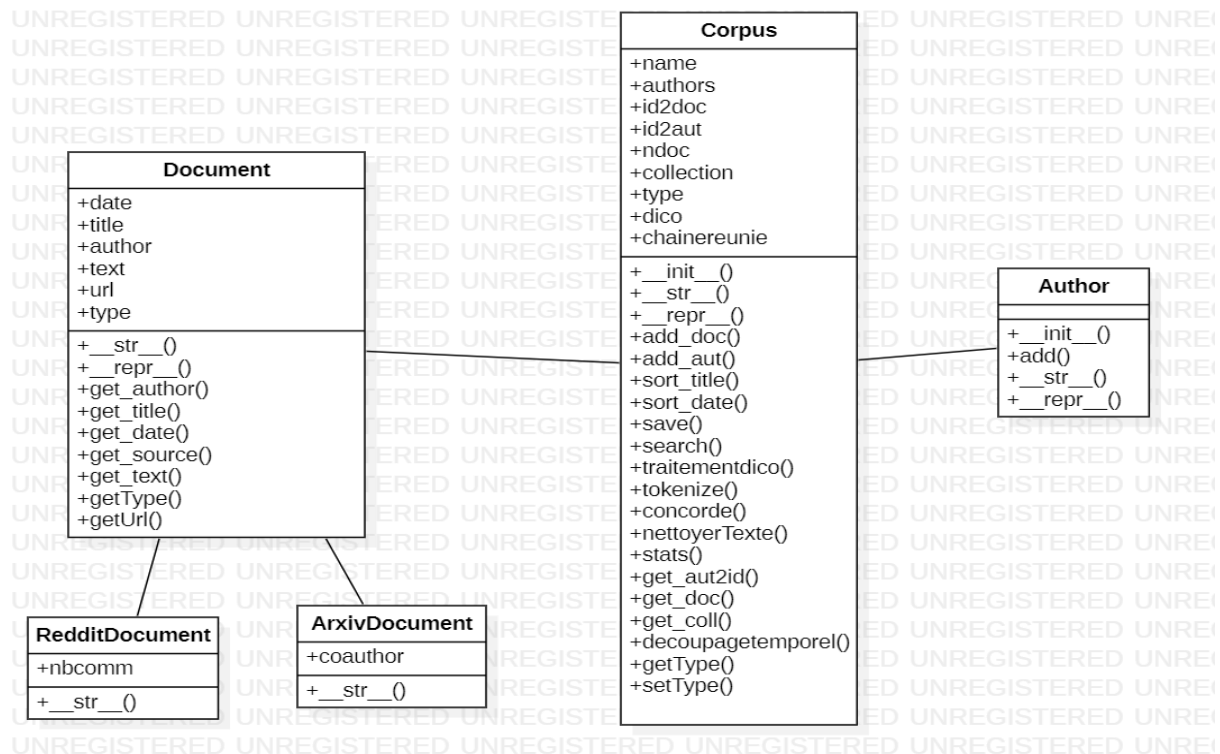 Document
+date
+title
+author
+text
+url
+type
+__str__()
+__repr__()
+get_author()
+get_title()
+get_date()
+get_source()
+get_text()
+getType()
+getUrl()
RedditDocument
+nbcomm
+__str__()
ArxivDocument
+coauthor
+__str__()
Corpus
+name
+authors
+id2doc
+id2aut
+ndoc
+collection
+type
+dico
+chainereunie
+__init__()
+__str__()
+__repr__()
+add_doc()
+add_aut()
+sort_title()
+sort_date()
+save()
+search()
+traitementdico()
+tokenize()
+concorde()
+nettoyerTexte()
+stats()
+get_aut2id()
+get_doc()
+get_coll()
+decoupagetemporel()
+getType()
+setType()
Author
+__init__()
+add()
+__str__()
+__repr__()
UNREGISTERED